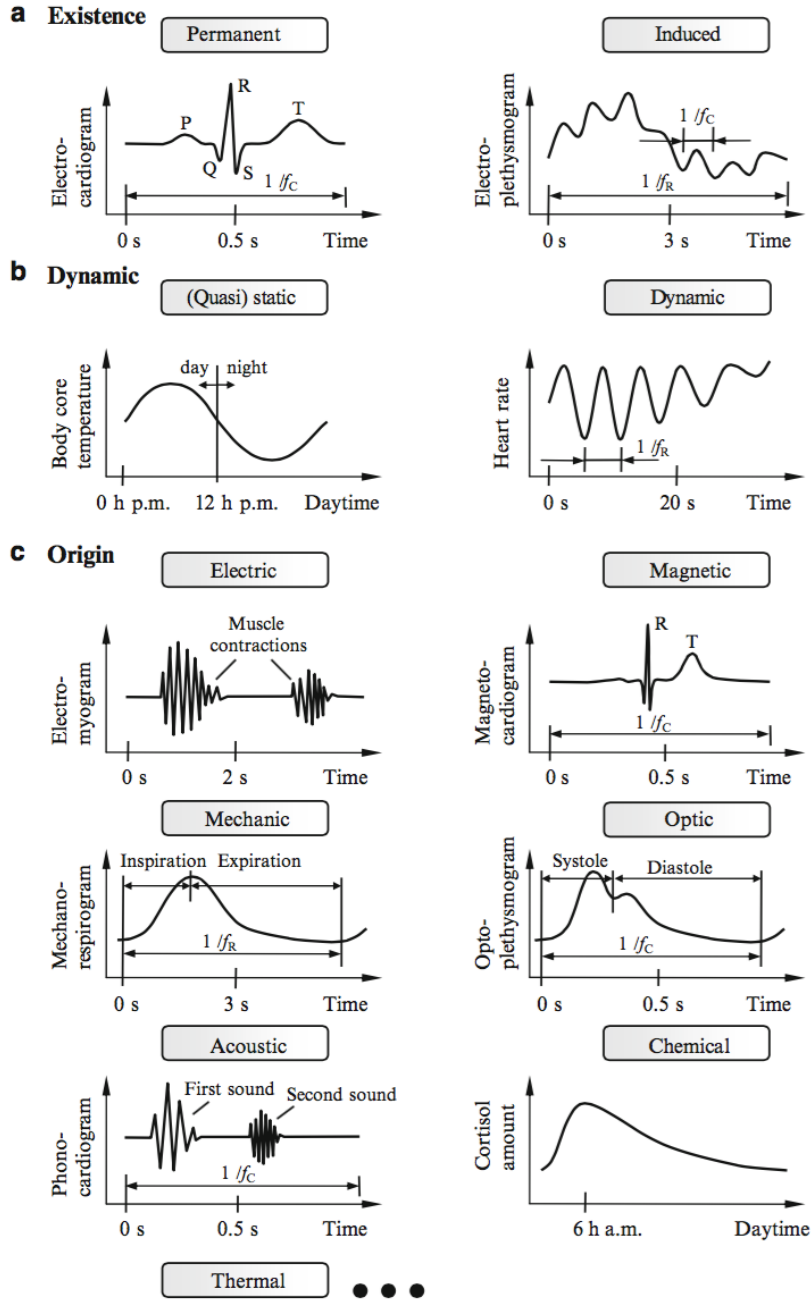 a Existence
Permanent
Induced
Electro-
cardiogram
P
R
T
Q
S
1/fC
0 s
0.5 s
Time
Electro-
plethysmogram
1/fC
1/fR
0 s
3 s
Time
b Dynamic
(Quasi) static
Dynamic
Body core
temperature
day
night
0 h p.m.
12 h p.m.
Daytime
Heart rate
1/fR
0 s
20 s
Time
c Origin
Electric
Magnetic
Electro-
myogram
Muscle
contractions
0 s
2 s
Time
Magneto-
cardiogram
R
T
1/fC
0 s
0.5 s
Time
Mechanic
Optic
Mechano-
respirogram
Inspiration
Expiration
1/fR
0 s
3 s
Time
Opto-
plethysmogram
Systole
Diastole
1/fC
0 s
0.5 s
Time
Acoustic
Chemical
Phono-
cardiogram
First sound
Second sound
1/fC
0 s
0.5 s
Time
Cortisol
amount
6 h a.m.
Daytime
Thermal